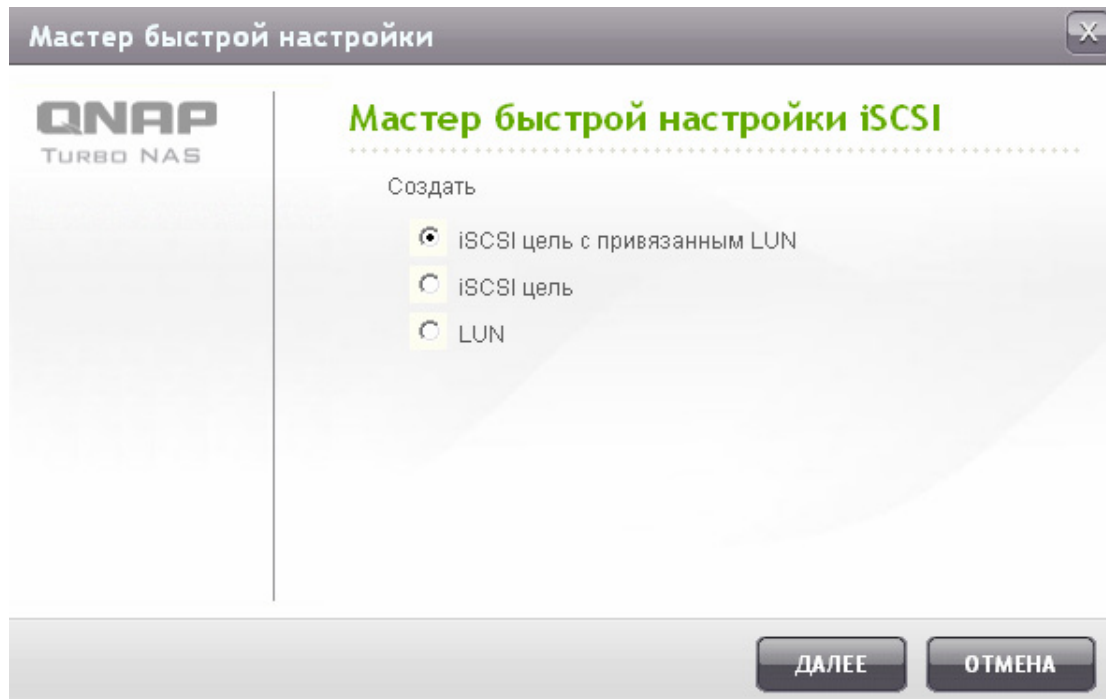 Мастер быстрой настройки
X
QNAP
TURBO NAS
Мастер быстрой настройки iSCSI
Создать
iSCSI цель с привязанным LUN
iSCSI цель
LUN
ДАЛЕЕ
ОТМЕНА